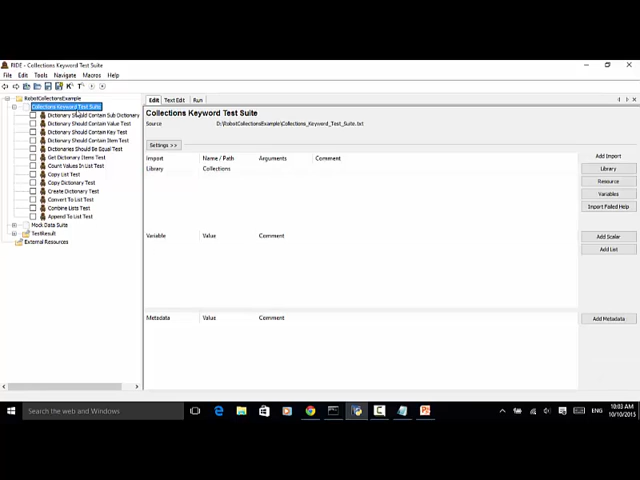 RIDE - Collections Keyword Test Suite
File Edit Tools Navigate Macros Help
RobotCollectionsExample
Collections Keyword Test Suite
Dictionary Should Contain Sub Dictionary
Dictionary Should Contain Value Test
Dictionary Should Contain Key Test
Dictionary Should Contain Item Test
Dictionaries Should Be Equal Test
Get Dictionary Items Test
Count Values In List Test
Copy List Test
Copy Dictionary Test
Create Dictionary Test
Convert To List Test
Combine Lists Test
Append To List Test
Mock Data Suite
TestResult
External Resources
Edit Text Edit Run
Collections Keyword Test Suite
Source D:\RobotCollectionsExample\Collections_Keyword_Test_Suite.txt
Settings >>
Import Name / Path Arguments Comment
Library Collections
Add Import
Library
Resource
Variables
Import Failed Help
Variable Value Comment
Add Scalar
Add List
Metadata Value Comment
Add Metadata
Search the web and Windows
ENG
10:03 AM
10/10/2015